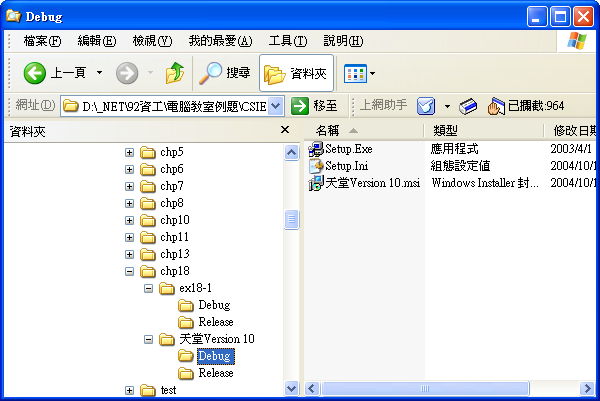 Debug
檔案(F) 編輯(E) 檢視(V) 我的最愛(A) 工具(T) 說明(H)
上一頁 搜尋 資料夾
網址(D) D:\_NET\92資工\電腦教室例題\CSIE 移至 上網助手 已攔截:964
資料夾
名稱 類型 修改日期
chp5
chp6
chp7
chp8
chp10
chp11
chp13
chp18
ex18-1
Debug
Release
天堂Version 10
Debug
Release
test
Setup.Exe 應用程式 2003/4/1
Setup.Ini 組態設定值 2004/10/1
天堂Version 10.msi Windows Installer 封... 2004/10/1